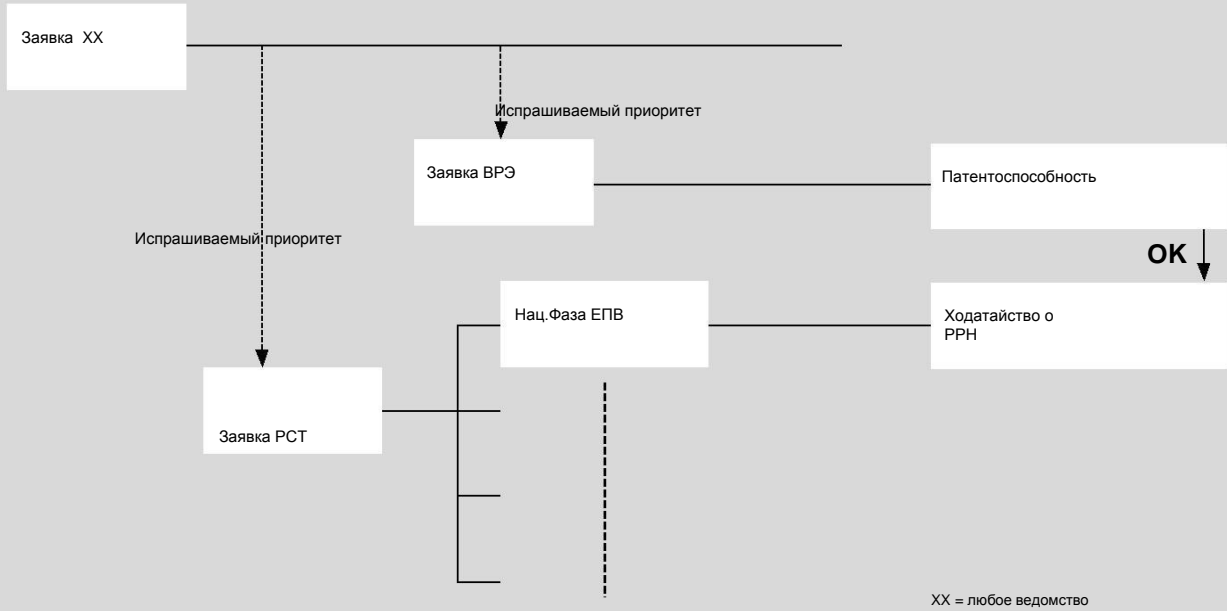 Заявка XX
Испрашиваемый приоритет
Заявка ВРЭ
Патентоспособность
Испрашиваемый приоритет
OK
Нац.Фаза ЕПВ
Ходатайство о
РРН
Заявка РСТ
XX = любое ведомство